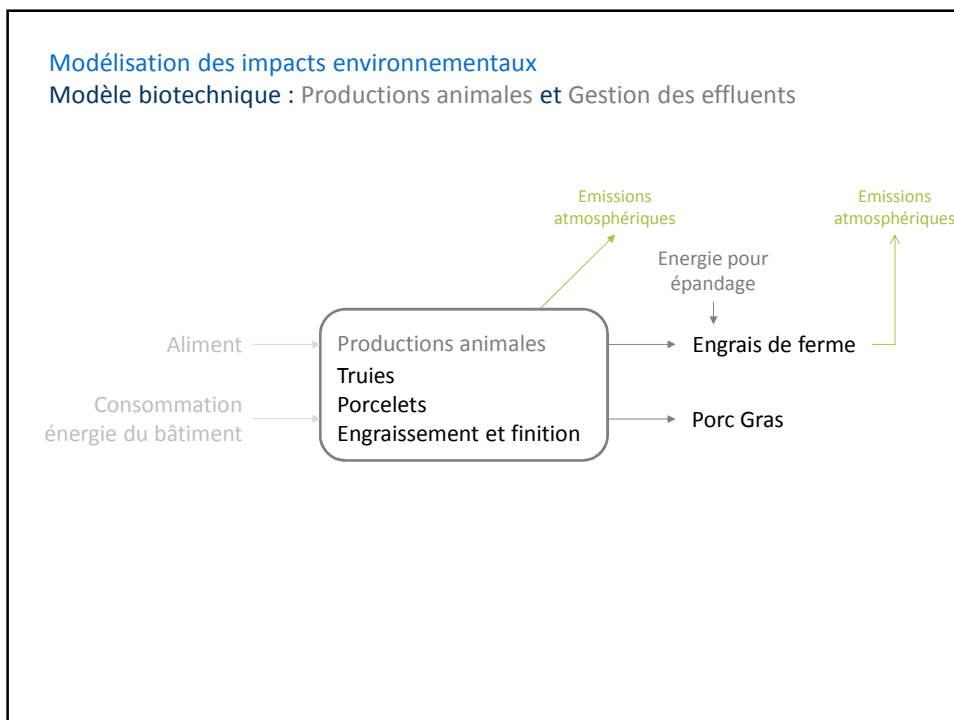 Modélisation des impacts environnementaux
Modèle biotechnique : Productions animales et Gestion des effluents
Emissions
atmosphériques
Emissions
atmosphériques
Energie pour
épandage
Aliment
Productions animales
Engrais de ferme
Truies
Consommation
énergie du bâtiment
Porcelets
Engraissement et finition
Porc Gras